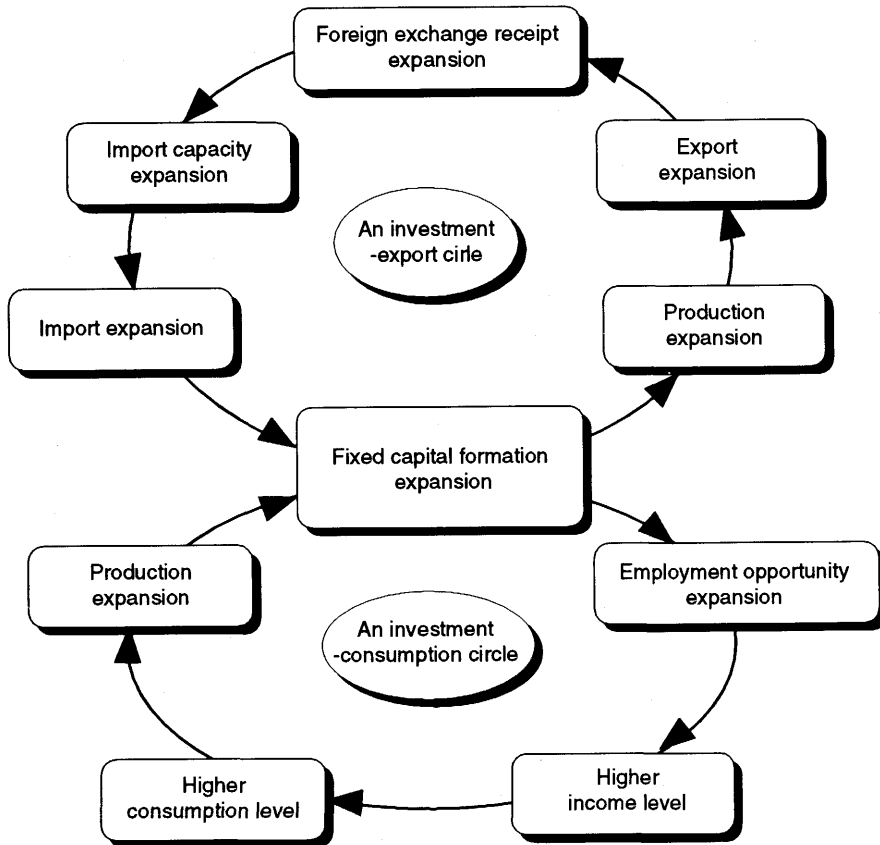 Foreign exchange receipt
expansion
Import capacity
expansion
Export
expansion
An investment
-export cirle
Import expansion
Production
expansion
Fixed capital formation
expansion
Production
expansion
Employment opportunity
expansion
An investment
-consumption circle
Higher
consumption level
Higher
income level